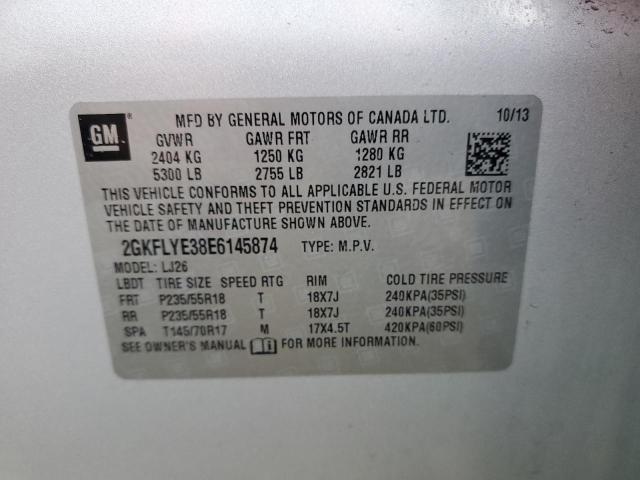 GM ®
MFD BY GENERAL MOTORS OF CANADA LTD. 10/13
GVWR GAWR FRT GAWR RR
2404 KG 1250 KG 1280 KG
5300 LB 2755 LB 2821 LB
THIS VEHICLE CONFORMS TO ALL APPLICABLE U.S. FEDERAL MOTOR
VEHICLE SAFETY AND THEFT PREVENTION STANDARDS IN EFFECT ON
THE DATE OF MANUFACTURE SHOWN ABOVE.
2GKFLYE38E6145874 TYPE: M.P.V.
MODEL: LJ26
LBDT TIRE SIZE SPEED RTG RIM COLD TIRE PRESSURE
FRT P235/55R18 T 18X7J 240KPA(35PSI)
RR P235/55R18 T 18X7J 240KPA(35PSI)
SPA T145/70R17 M 17X4.5T 420KPA(60PSI)
SEE OWNER'S MANUAL FOR MORE INFORMATION.